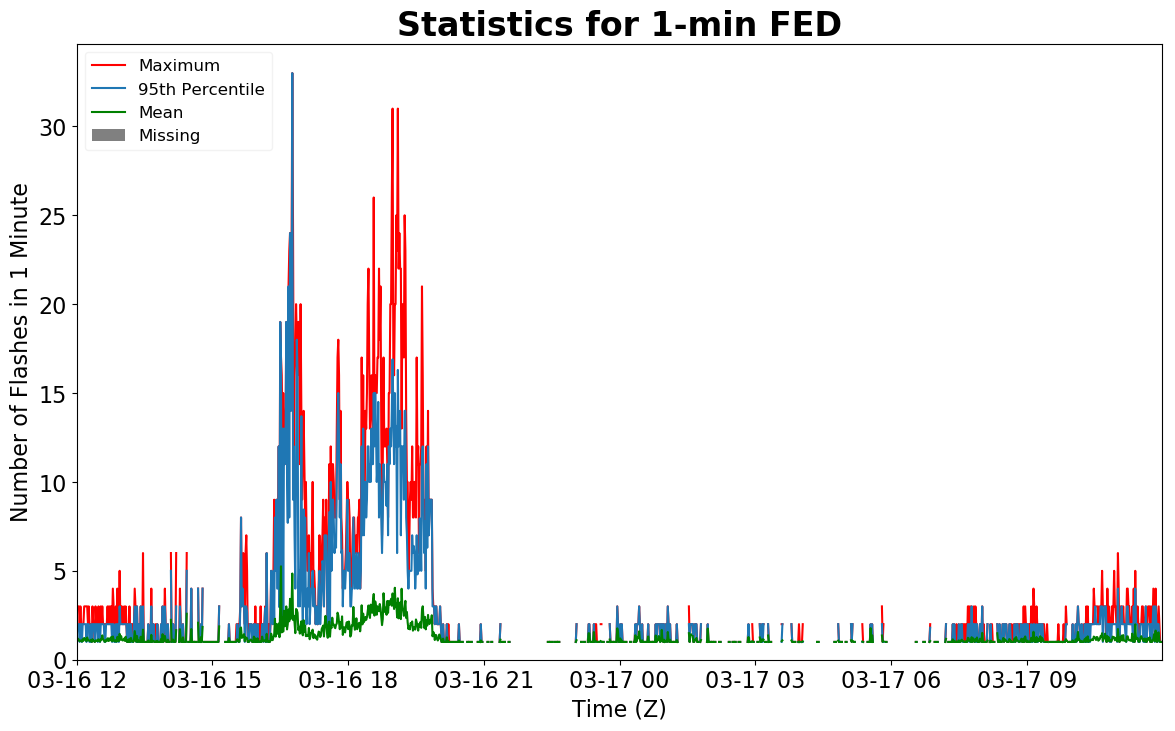 Statistics for 1-min FED
Maximum
95th Percentile
Mean
Missing
Number of Flashes in 1 Minute
30
25
20
15
10
5
0
03-16 12 03-16 15 03-16 18 03-16 21 03-17 00 03-17 03 03-17 06 03-17 09
Time (Z)